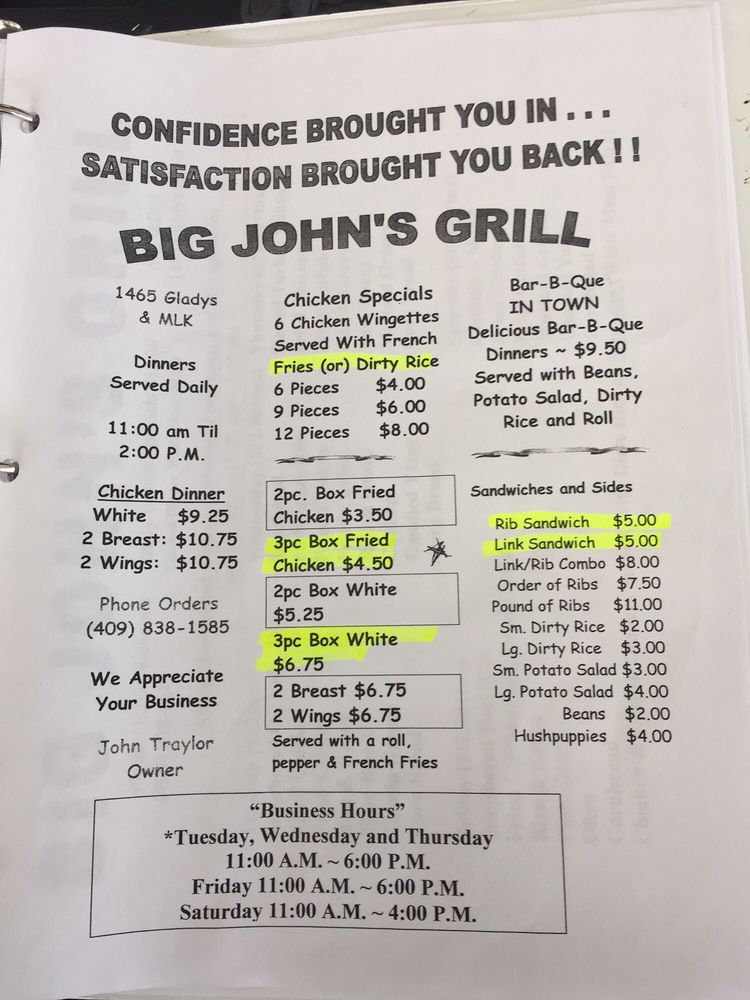 CONFIDENCE BROUGHT YOU IN . . .
SATISFACTION BROUGHT YOU BACK ! !
BIG JOHN'S GRILL
1465 Gladys
& MLK
Dinners
Served Daily
11:00 am Til
2:00 P.M.
Chicken Dinner
White $9.25
2 Breast: $10.75
2 Wings: $10.75
Phone Orders
(409) 838-1585
We Appreciate
Your Business
John Traylor
Owner
Chicken Specials
6 Chicken Wingettes
Served With French
Fries (or) Dirty Rice
6 Pieces $4.00
9 Pieces $6.00
12 Pieces $8.00
2pc. Box Fried
Chicken $3.50
3pc Box Fried
Chicken $4.50
2pc Box White
$5.25
3pc Box White
$6.75
2 Breast $6.75
2 Wings $6.75
Served with a roll,
pepper & French Fries
Bar-B-Que
IN TOWN
Delicious Bar-B-Que
Dinners ~ $9.50
Served with Beans,
Potato Salad, Dirty
Rice and Roll
Sandwiches and Sides
Rib Sandwich $5.00
Link Sandwich $5.00
Link/Rib Combo $8.00
Order of Ribs $7.50
Pound of Ribs $11.00
Sm. Dirty Rice $2.00
Lg. Dirty Rice $3.00
Sm. Potato Salad $3.00
Lg. Potato Salad $4.00
Beans $2.00
Hushpuppies $4.00
“Business Hours”
*Tuesday, Wednesday and Thursday
11:00 A.M. ~ 6:00 P.M.
Friday 11:00 A.M. ~ 6:00 P.M.
Saturday 11:00 A.M. ~ 4:00 P.M.